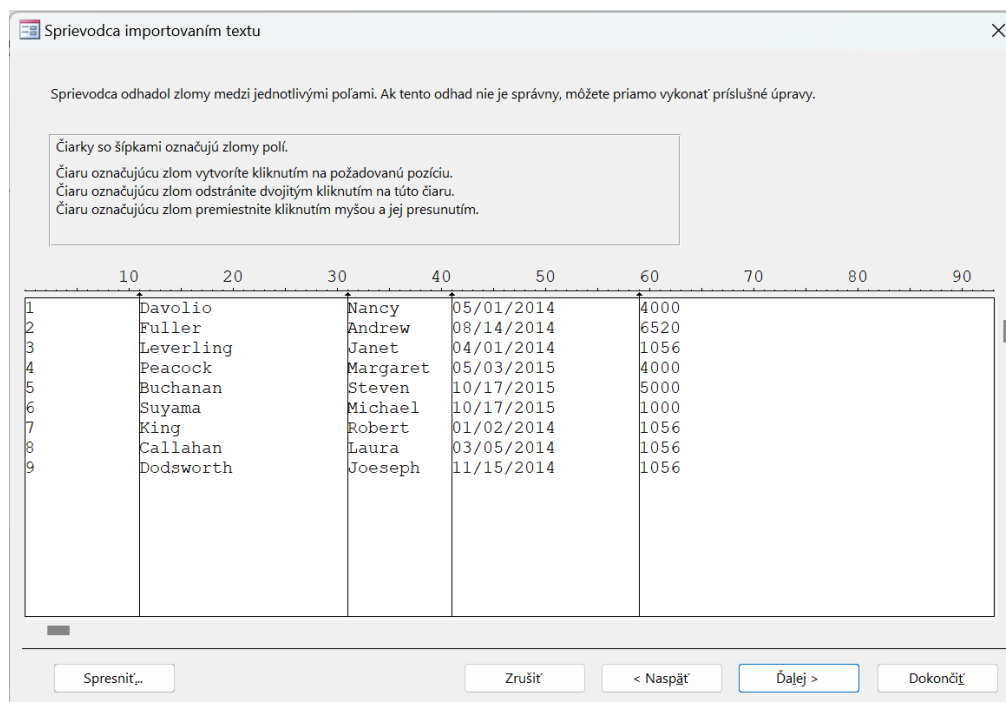 Sprievodca importovaním textu
Sprievodca odhadol zlomy medzi jednotlivými poľami. Ak tento odhad nie je správny, môžete priamo vykonať príslušné úpravy.
Čiarky so šípkami označujú zlomy polí.
Čiaru označujúcu zlom vytvoríte kliknutím na požadovanú pozíciu.
Čiaru označujúcu zlom odstránite dvojitým kliknutím na túto čiaru.
Čiaru označujúcu zlom premiestnite kliknutím myšou a jej presunutím.
10 20 30 40 50 60 70 80 90
1 Davolio Nancy 05/01/2014 4000
2 Fuller Andrew 08/14/2014 6520
3 Leverling Janet 04/01/2014 1056
4 Peacock Margaret 05/03/2015 4000
5 Buchanan Steven 10/17/2015 5000
6 Suyama Michael 10/17/2015 1000
7 King Robert 01/02/2014 1056
8 Callahan Laura 03/05/2014 1056
9 Dodsworth Joeseph 11/15/2014 1056
Spresniť... Zrušiť < Naspäť Ďalej > Dokončiť